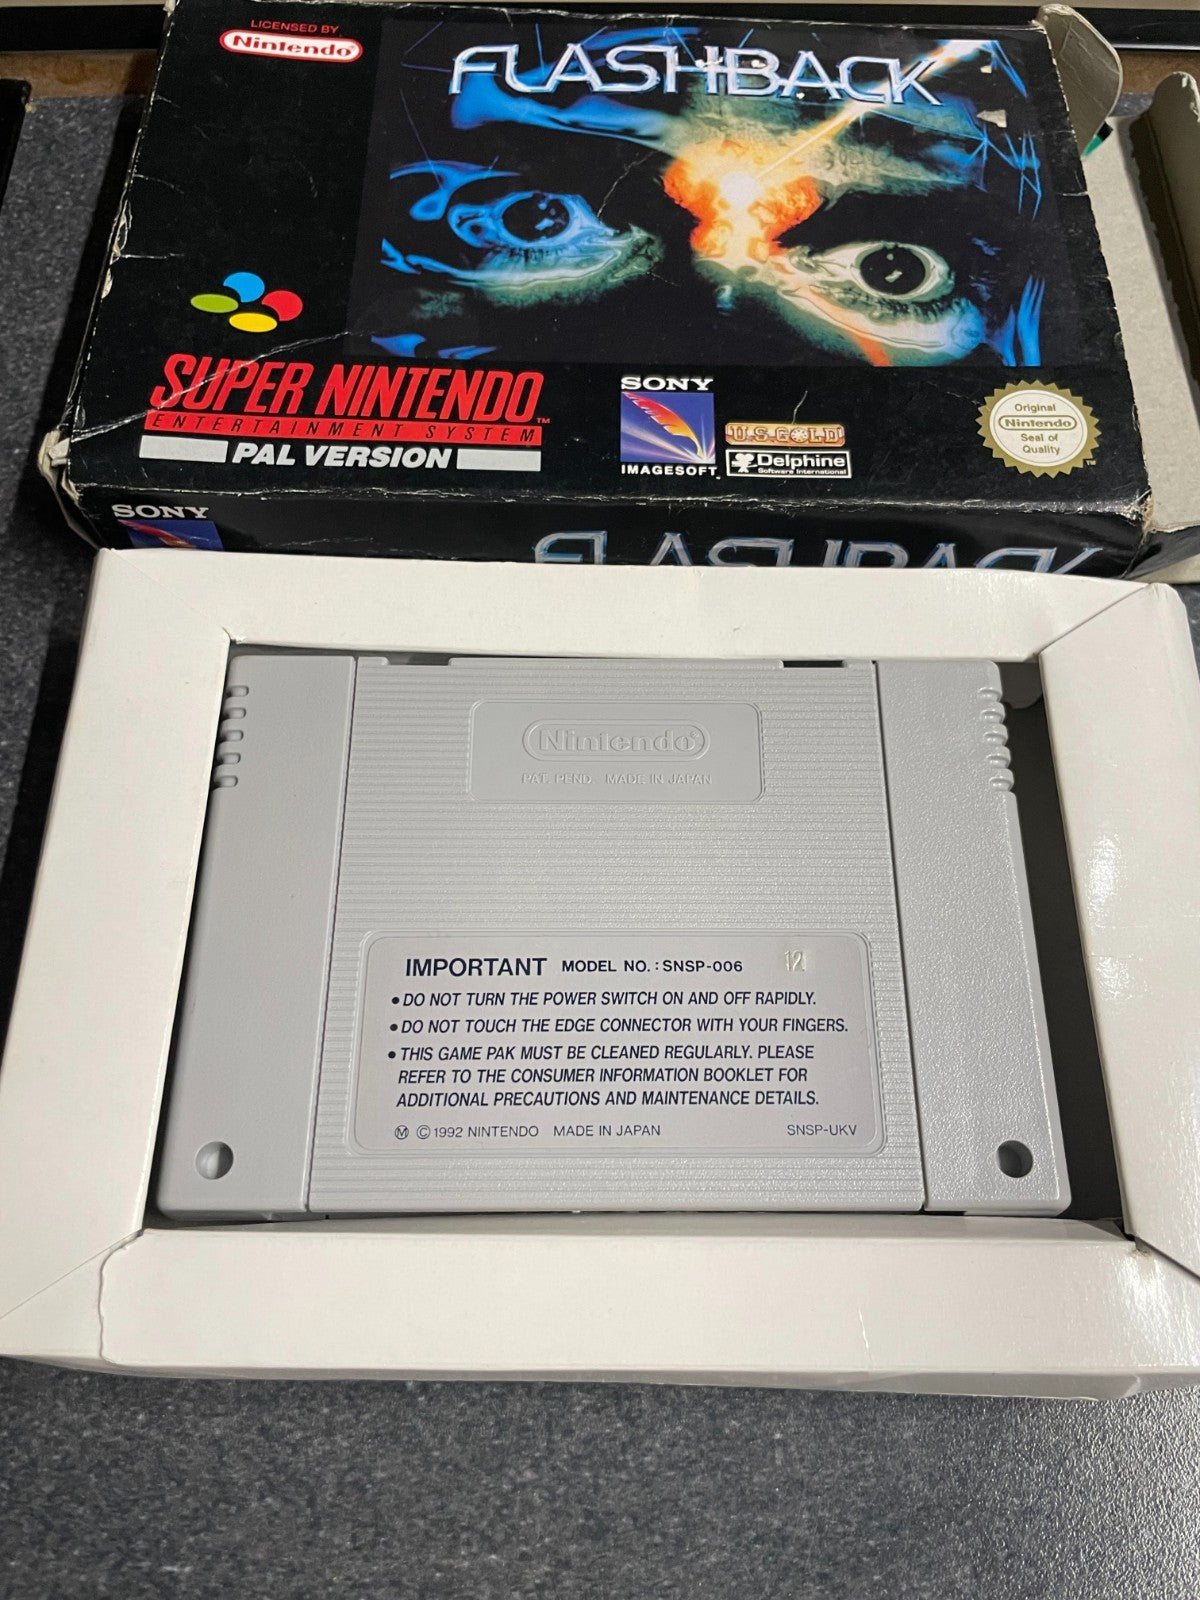 LICENSED BY
Nintendo®
FLASHBACK
SUPER NINTENDO™
ENTERTAINMENT SYSTEM
PAL VERSION
SONY
IMAGESOFT
U.S.GOLD
Delphine
Software International
Original
Nintendo
Seal of
Quality
™
SONY
FLASHBACK
Nintendo®
PAT. PEND. MADE IN JAPAN
IMPORTANT MODEL NO. : SNSP-006 12
• DO NOT TURN THE POWER SWITCH ON AND OFF RAPIDLY.
• DO NOT TOUCH THE EDGE CONNECTOR WITH YOUR FINGERS.
• THIS GAME PAK MUST BE CLEANED REGULARLY. PLEASE
REFER TO THE CONSUMER INFORMATION BOOKLET FOR
ADDITIONAL PRECAUTIONS AND MAINTENANCE DETAILS.
Ⓜ © 1992 NINTENDO MADE IN JAPAN SNSP-UKV